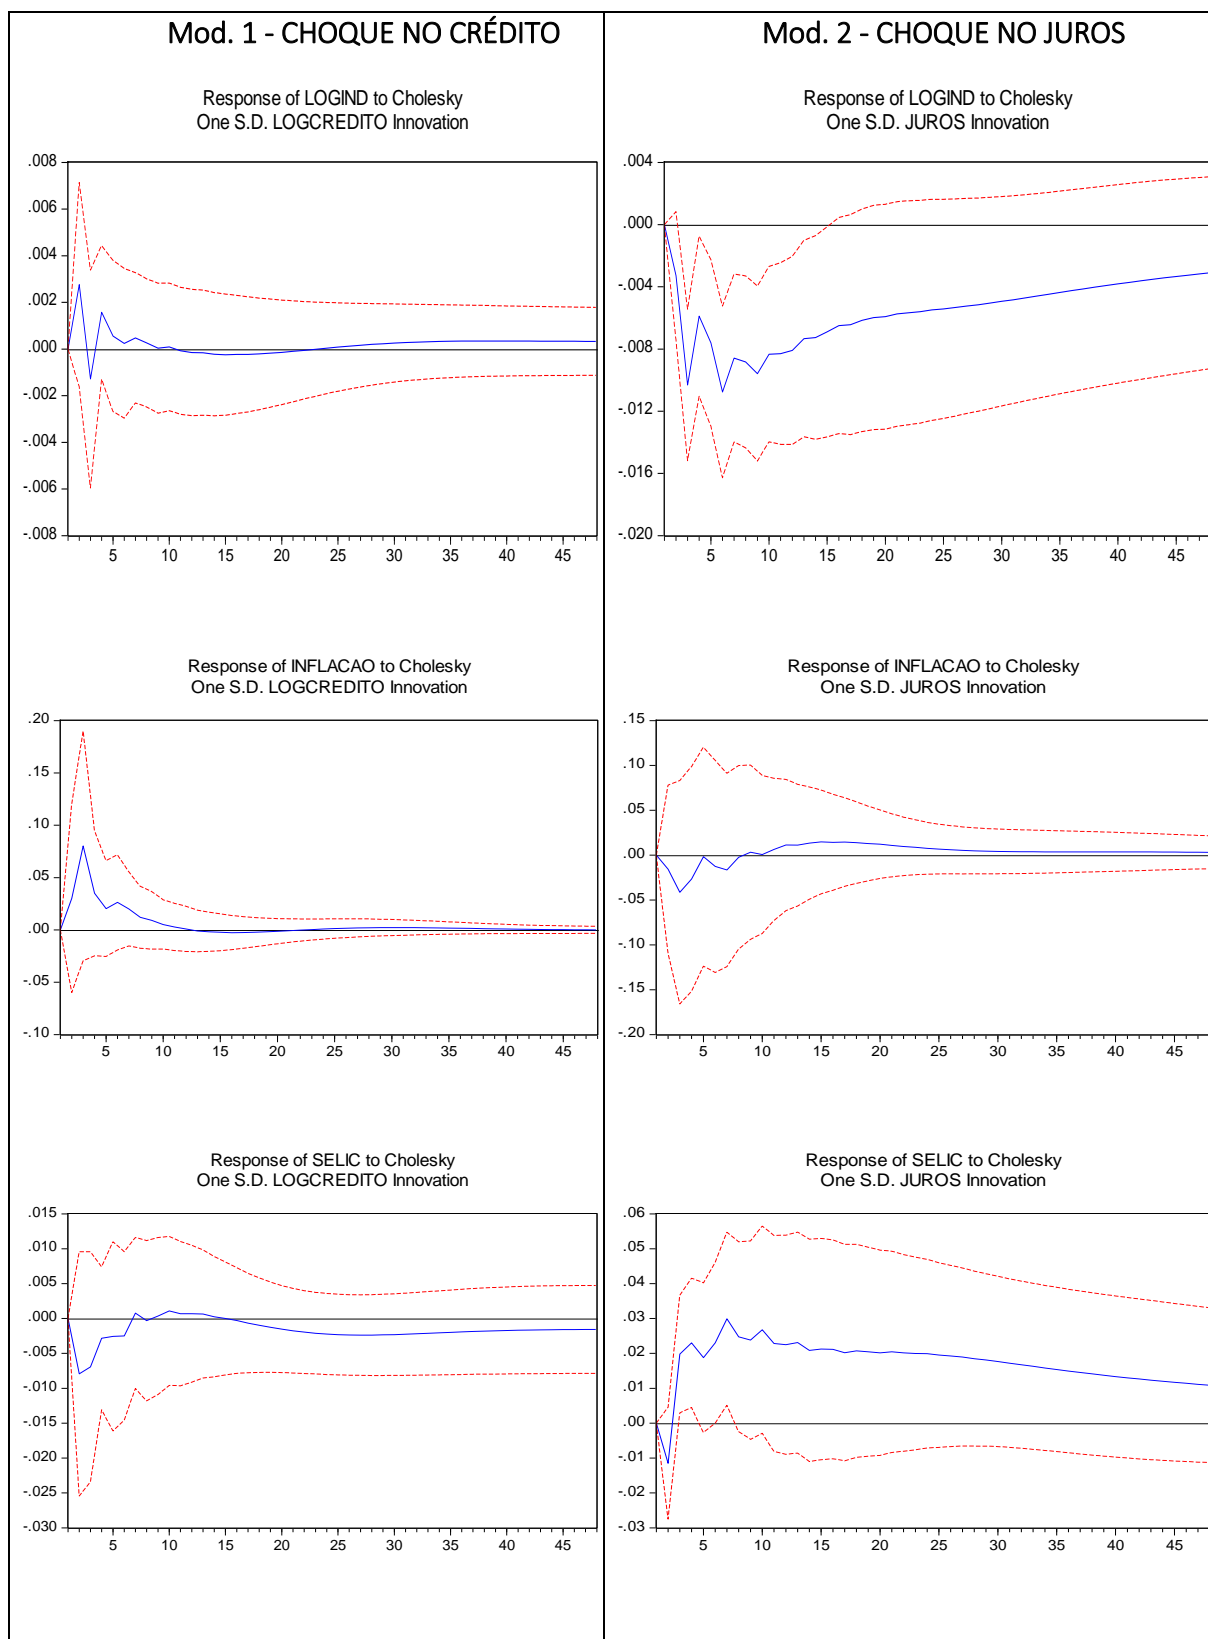 Mod. 1 - CHOQUE NO CRÉDITO
Mod. 2 - CHOQUE NO JUROS
Response of LOGIND to Cholesky
One S.D. LOGCREDITO Innovation
.008
.006
.004
.002
.000
-.002
-.004
-.006
-.008
5 10 15 20 25 30 35 40 45
Response of LOGIND to Cholesky
One S.D. JUROS Innovation
.004
.000
-.004
-.008
-.012
-.016
-.020
5 10 15 20 25 30 35 40 45
Response of INFLACAO to Cholesky
One S.D. LOGCREDITO Innovation
.20
.15
.10
.05
.00
-.05
-.10
5 10 15 20 25 30 35 40 45
Response of INFLACAO to Cholesky
One S.D. JUROS Innovation
.15
.10
.05
.00
-.05
-.10
-.15
-.20
5 10 15 20 25 30 35 40 45
Response of SELIC to Cholesky
One S.D. LOGCREDITO Innovation
.015
.010
.005
.000
-.005
-.010
-.015
-.020
-.025
-.030
5 10 15 20 25 30 35 40 45
Response of SELIC to Cholesky
One S.D. JUROS Innovation
.06
.05
.04
.03
.02
.01
.00
-.01
-.02
-.03
5 10 15 20 25 30 35 40 45